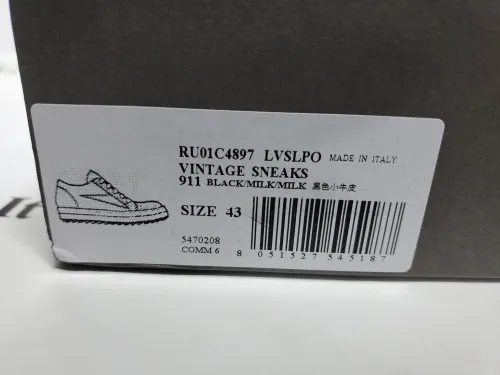 RU01C4897 LVSLPO MADE IN ITALY
VINTAGE SNEAKS
911 BLACK/MILK/MILK 黑色小牛皮
SIZE 43
5470208
COMM 6
8 051527 545187